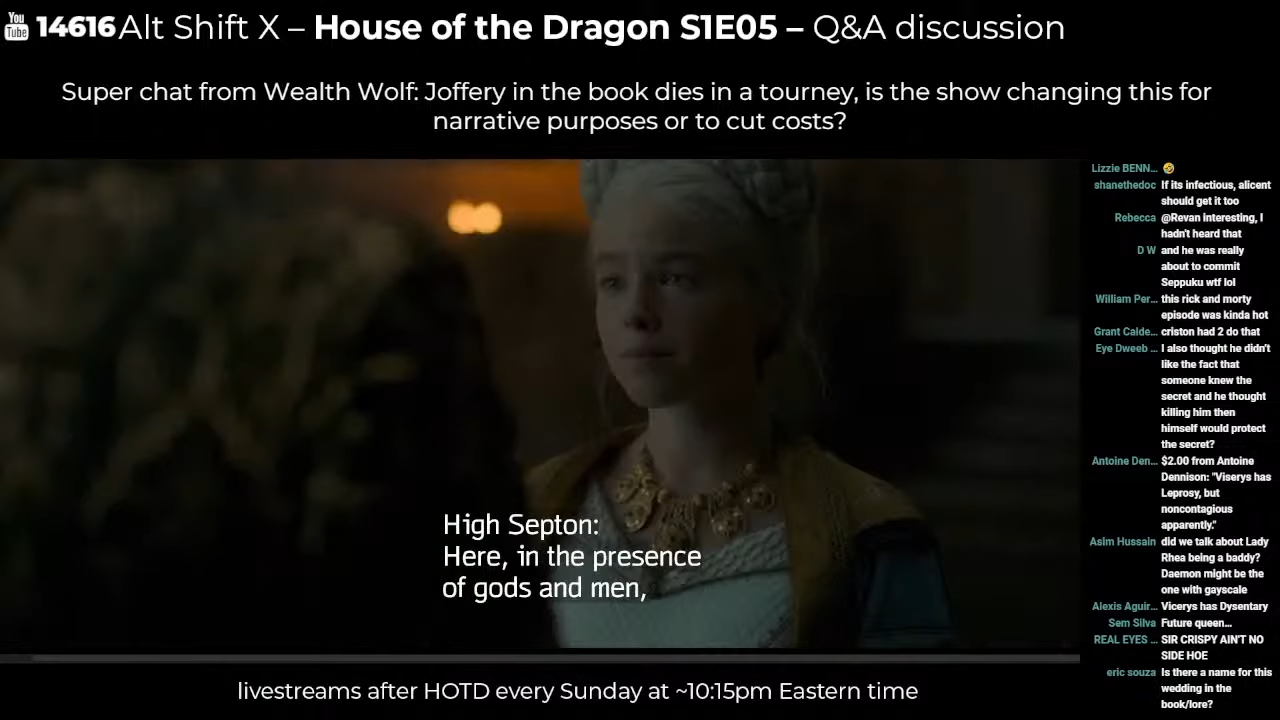 You Tube 14616 Alt Shift X – House of the Dragon S1E05 – Q&A discussion
Super chat from Wealth Wolf: Joffery in the book dies in a tourney, is the show changing this for
narrative purposes or to cut costs?
High Septon:
Here, in the presence
of gods and men,
Lizzie BENN...
shanethedoc If its infectious, alicent
should get it too
Rebecca @Revan interesting, I
hadn't heard that
D W and he was really
about to commit
Seppuku wtf lol
William Per... this rick and morty
episode was kinda hot
Grant Calde... criston had 2 do that
Eye Dweeb ... I also thought he didn't
like the fact that
someone knew the
secret and he thought
killing him then
himself would protect
the secret?
Antoine Den... $2.00 from Antoine
Dennison: "Viserys has
Leprosy, but
noncontagious
apparently."
Asim Hussain did we talk about Lady
Rhea being a baddy?
Daemon might be the
one with gayscale
Alexis Aguir... Vicerys has Dysentary
Sem Silva Future queen...
REAL EYES ... SIR CRISPY AIN'T NO
SIDE HOE
eric souza Is there a name for this
wedding in the
book/lore?
livestreams after HOTD every Sunday at ~10:15pm Eastern time